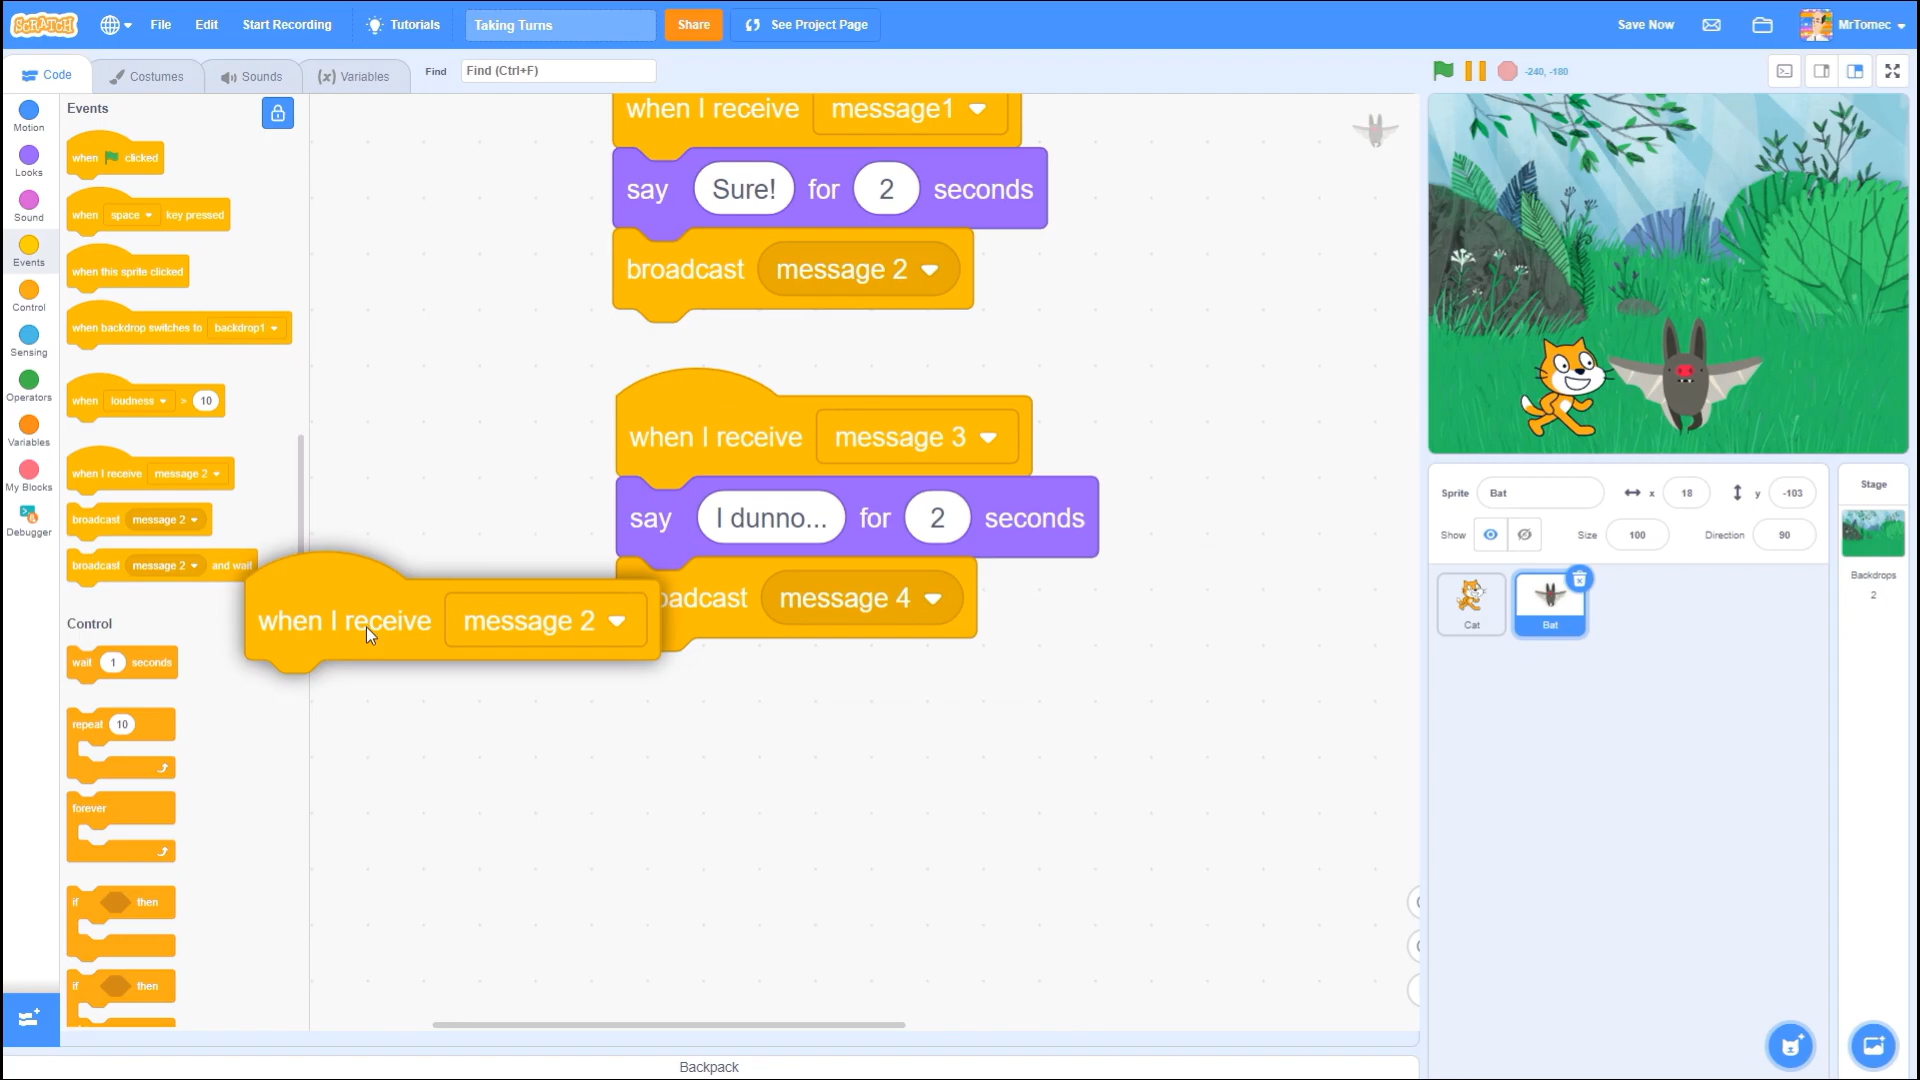 SCRATCH
File
Edit
Start Recording
Tutorials
Taking Turns
Share
See Project Page
Save Now
MrTomec
Code
Costumes
Sounds
(x) Variables
Find
Find (Ctrl+F)
-240, -180
Motion
Looks
Sound
Events
Control
Sensing
Operators
Variables
My Blocks
Debugger
Events
when clicked
when space key pressed
when this sprite clicked
when backdrop switches to backdrop1
when loudness > 10
when I receive message 2
broadcast message 2
broadcast message 2 and wait
Control
wait 1 seconds
repeat 10
forever
if then
if then
when I receive message1
say Sure! for 2 seconds
broadcast message 2
when I receive message 3
say I dunno... for 2 seconds
message 4
when I receive message 2
Sprite Bat x 18 y -103
Show Size 100 Direction 90
Cat
Bat
Stage
Backdrops
2
Backpack